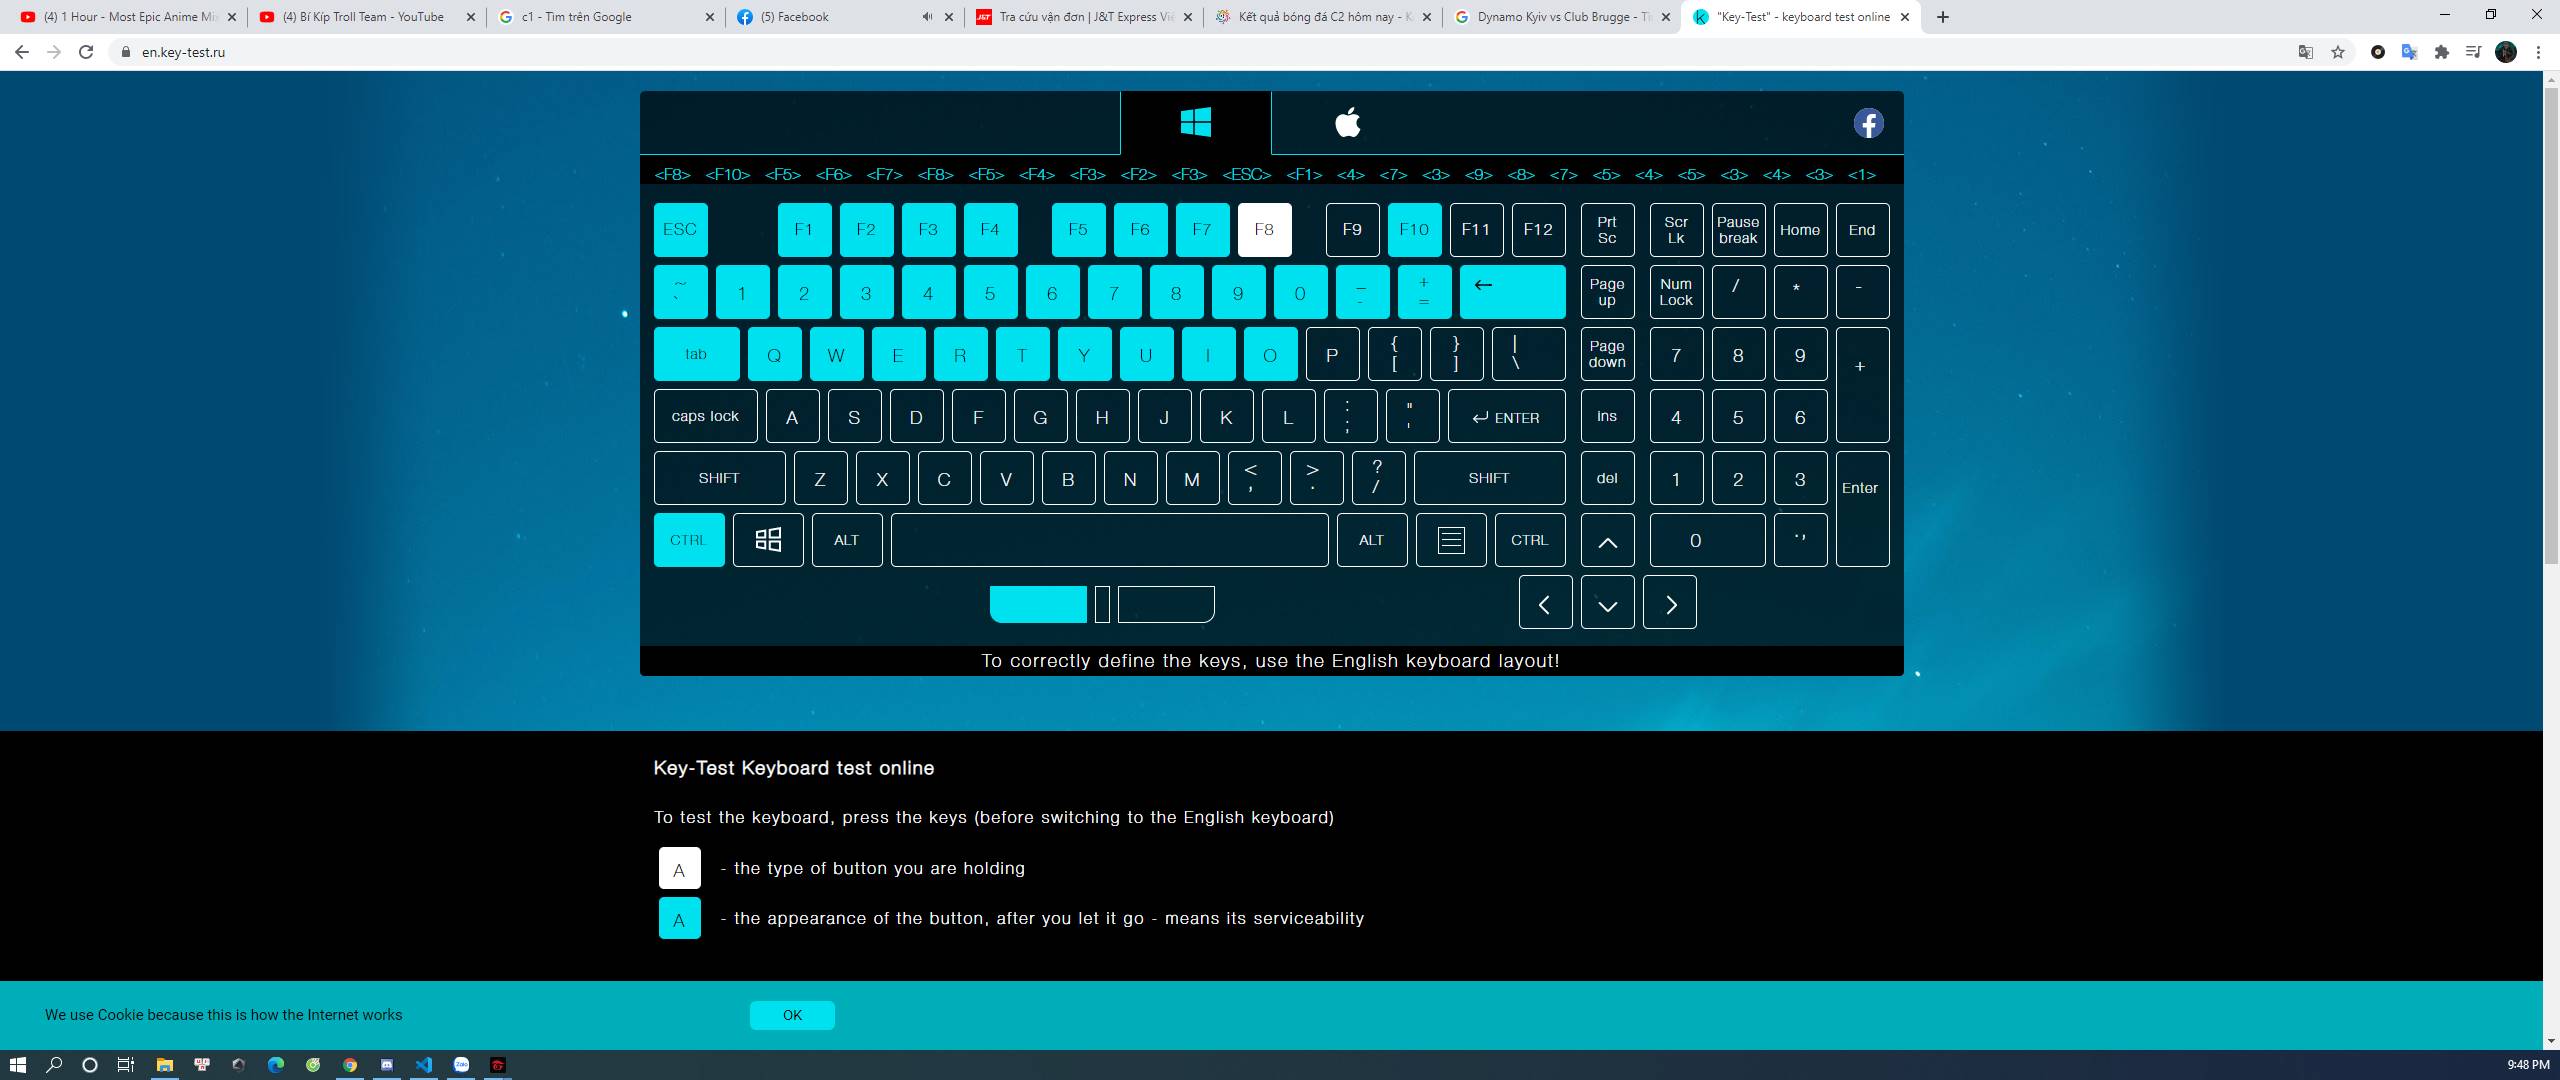 (4) 1 Hour - Most Epic Anime Mi
(4) Bí Kíp Troll Team - YouTube
c1 - Tìm trên Google
(5) Facebook
Tra cứu vận đơn | J&T Express Vi
Kết quả bóng đá C2 hôm nay - K
Dynamo Kyiv vs Club Brugge - Ti
"Key-Test" - keyboard test online
en.key-test.ru
<F8> <F10> <F5> <F6> <F7> <F8> <F5> <F4> <F3> <F2> <F3> <ESC> <F1> <4> <7> <3> <9> <8> <7> <5> <4> <5> <3> <4> <3> <1>
ESC F1 F2 F3 F4 F5 F6 F7 F8 F9 F10 F11 F12 Prt Sc Scr Lk Pause break Home End
~ ` 1 2 3 4 5 6 7 8 9 0 _ - + = ← Page up Num Lock / * -
tab Q W E R T Y U I O P { [ } ] | \ Page down 7 8 9 +
caps lock A S D F G H J K L : ; " ' ↵ ENTER ins 4 5 6
SHIFT Z X C V B N M < , > . ? / SHIFT del 1 2 3 Enter
CTRL ALT ALT CTRL 0 . ,
To correctly define the keys, use the English keyboard layout!
Key-Test Keyboard test online
To test the keyboard, press the keys (before switching to the English keyboard)
A - the type of button you are holding
A - the appearance of the button, after you let it go - means its serviceability
We use Cookie because this is how the Internet works
OK
9:48 PM